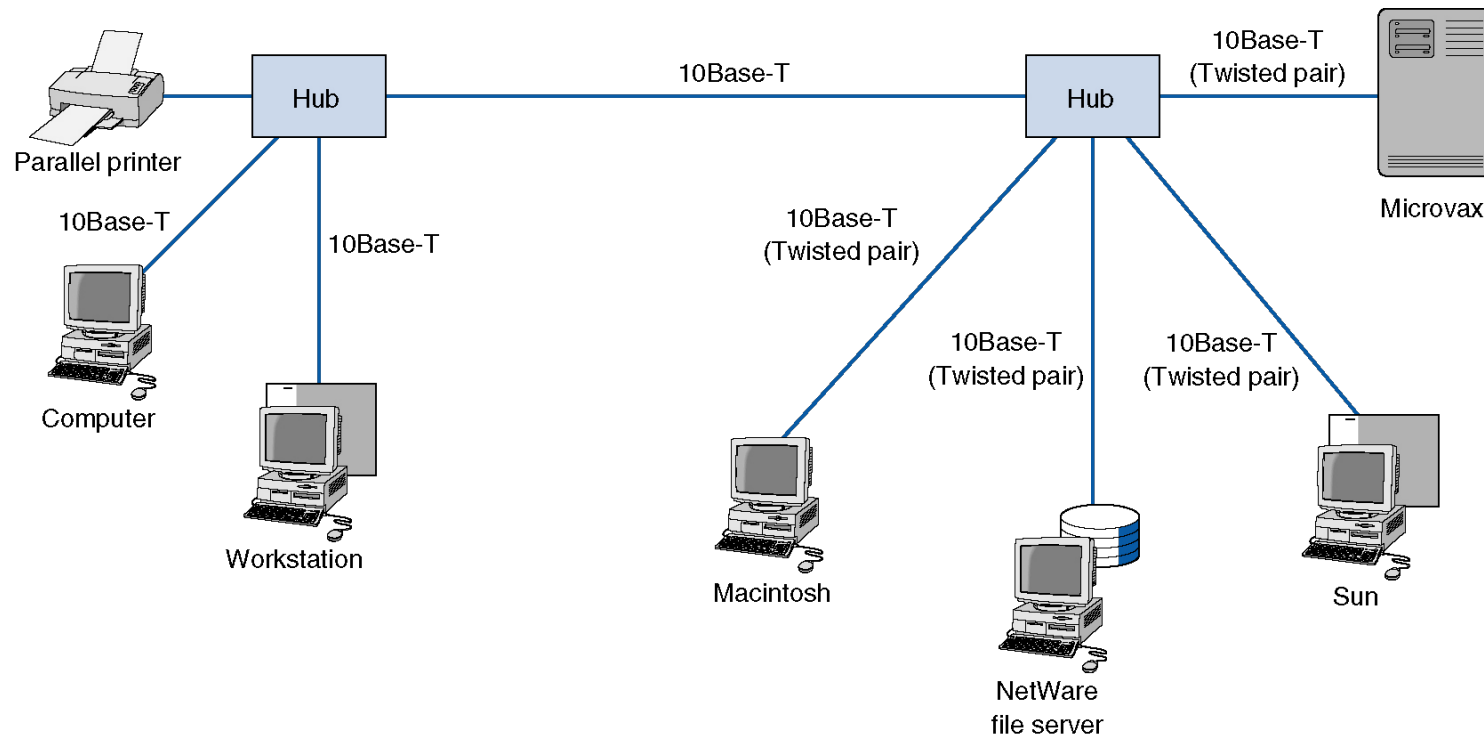 10Base-T
(Twisted pair)
10Base-T
Hub
Hub
Parallel printer
Microvax
10Base-T
10Base-T
10Base-T
(Twisted pair)
10Base-T
(Twisted pair)
10Base-T
(Twisted pair)
Computer
Workstation
Macintosh
Sun
NetWare
file server